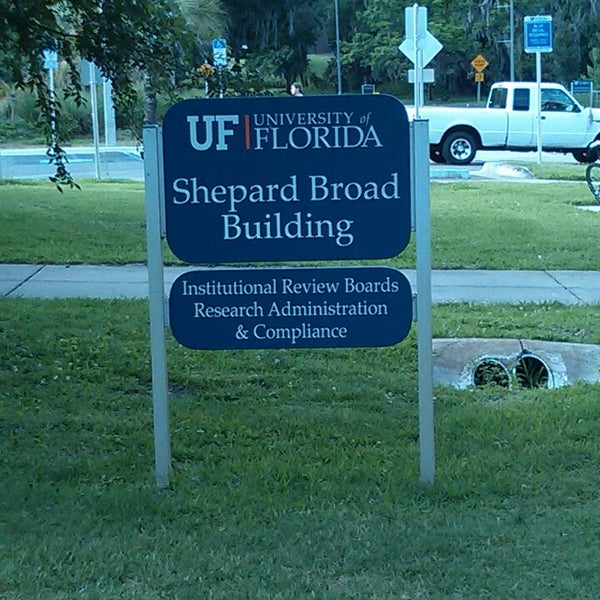 UF UNIVERSITY of
FLORIDA
Shepard Broad
Building
Institutional Review Boards
Research Administration
& Compliance